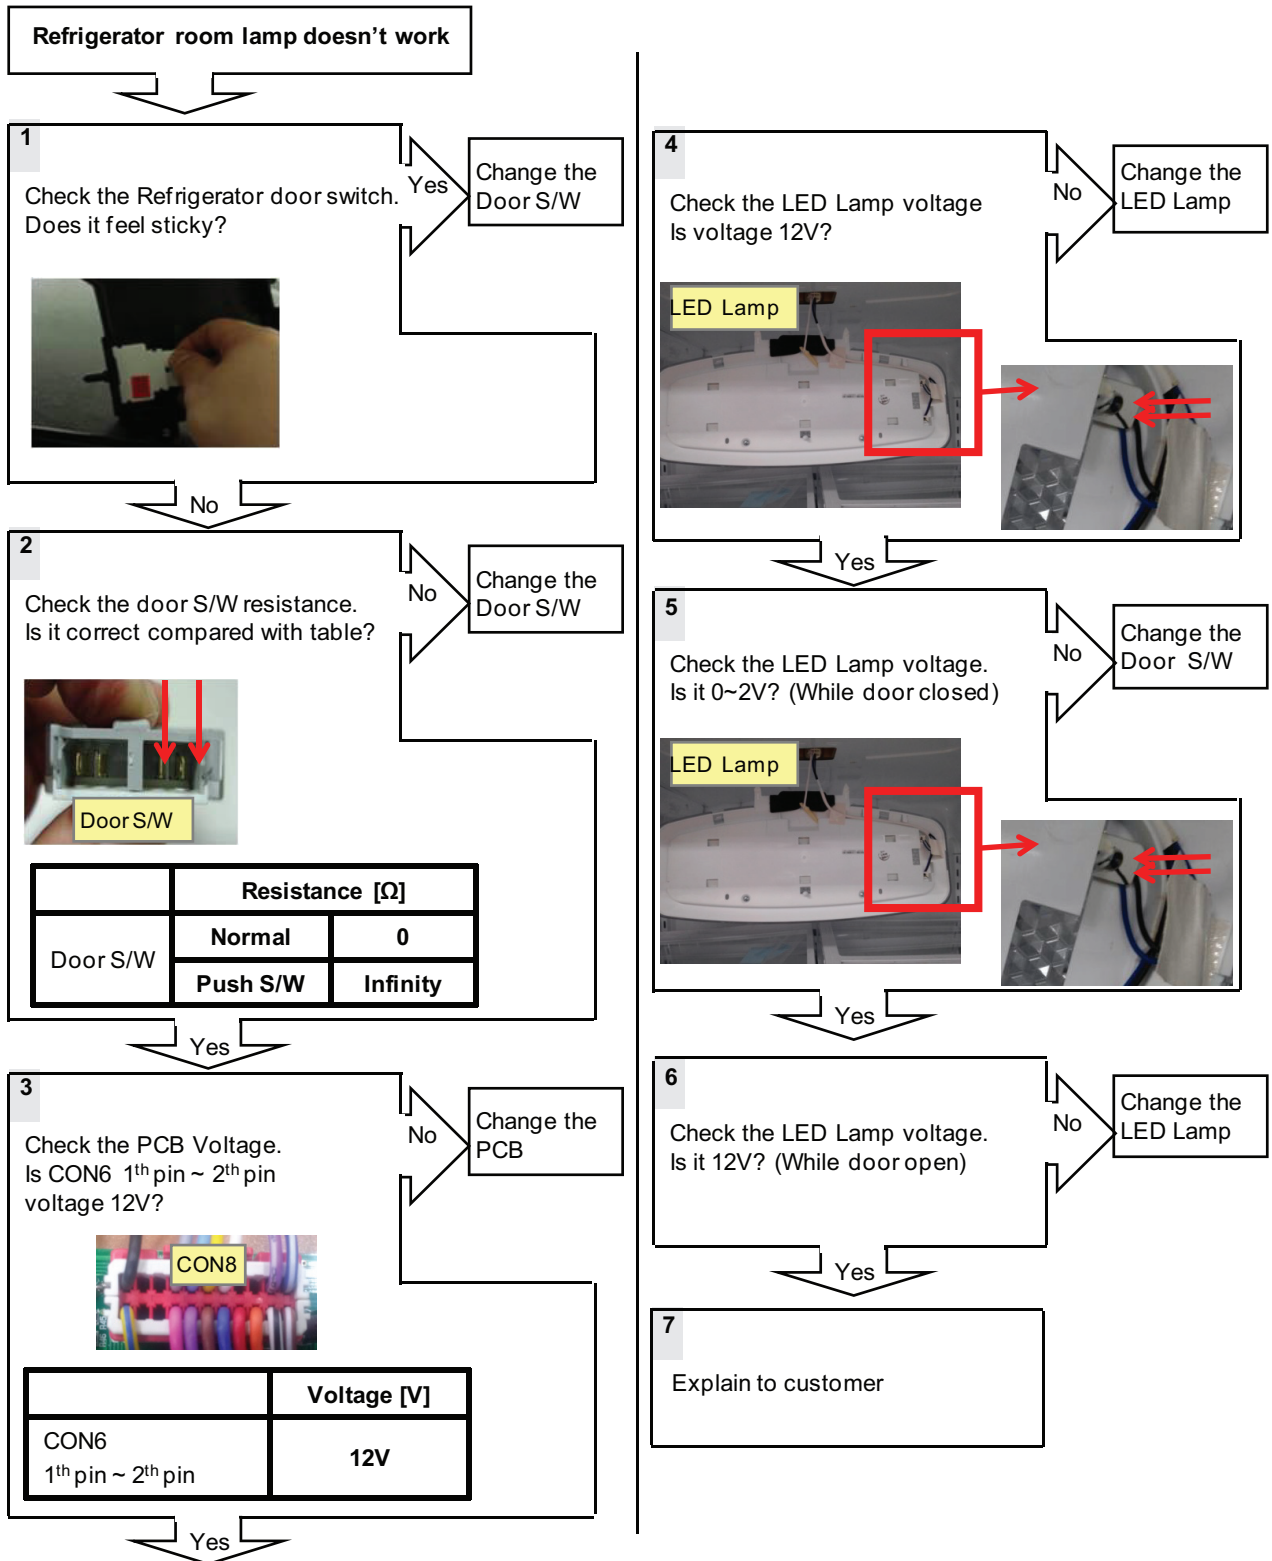 Refrigerator room lamp doesn't work
1
Check the Refrigerator door switch.
Does it feel sticky?
Yes
Change the
Door S/W
No
2
Check the door S/W resistance.
Is it correct compared with table?
No
Change the
Door S/W
Door S/W
Resistance [Ω]
Door S/W
Normal
0
Push S/W
Infinity
Yes
3
Check the PCB Voltage.
Is CON6 1th pin ~ 2th pin
voltage 12V?
No
Change the
PCB
CON8
Voltage [V]
CON6
1th pin ~ 2th pin
12V
Yes
4
Check the LED Lamp voltage
Is voltage 12V?
No
Change the
LED Lamp
LED Lamp
Yes
5
Check the LED Lamp voltage.
Is it 0~2V? (While door closed)
No
Change the
Door S/W
LED Lamp
Yes
6
Check the LED Lamp voltage.
Is it 12V? (While door open)
No
Change the
LED Lamp
Yes
7
Explain to customer